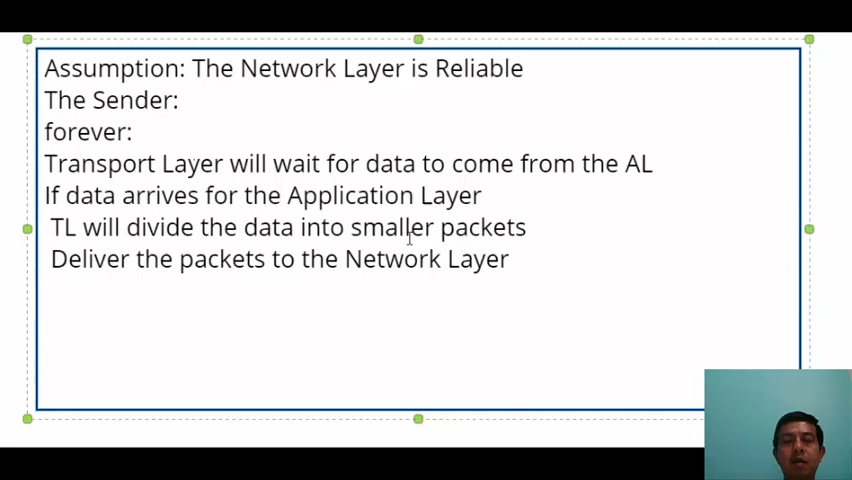 Assumption: The Network Layer is Reliable
The Sender:
forever:
Transport Layer will wait for data to come from the AL
If data arrives for the Application Layer
TL will divide the data into smaller packets
Deliver the packets to the Network Layer